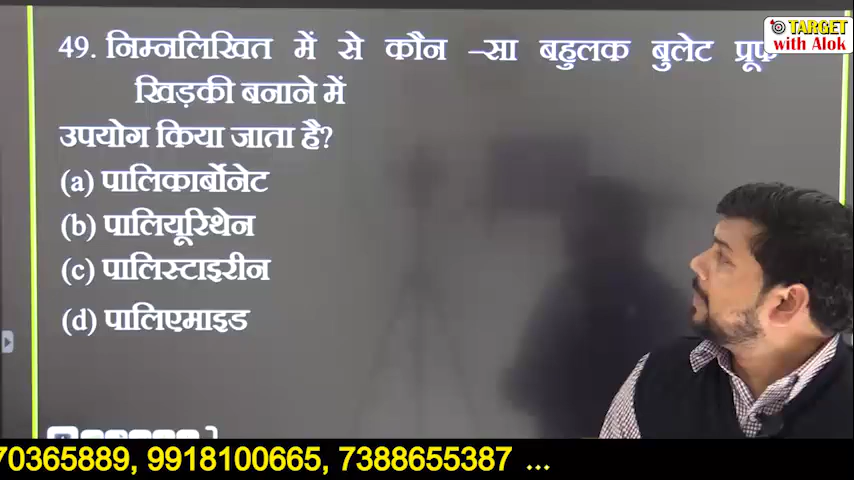 TARGET
with Alok
49. निम्नलिखित में से कौन –सा बहुलक बुलेट प्रूफ
खिड़की बनाने में
उपयोग किया जाता है?
(a) पालिकार्बोनेट
(b) पालियूरिथेन
(c) पालिस्टाइरीन
(d) पालिएमाइड
70365889, 9918100665, 7388655387 ...